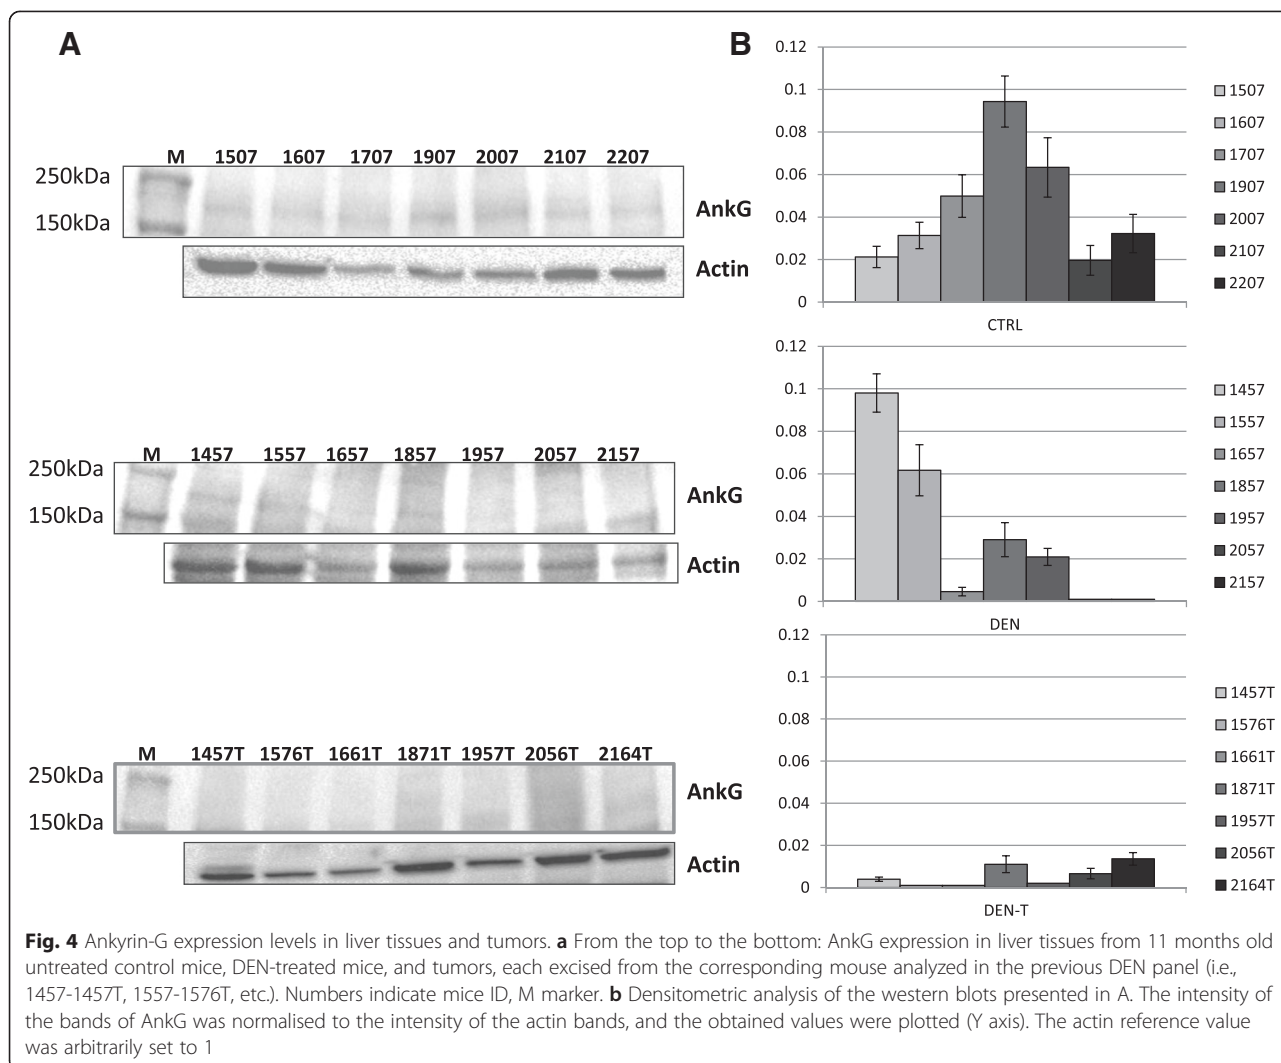 A
M 1507 1607 1707 1907 2007 2107 2207
250kDa
150kDa
AnkG
Actin
M 1457 1557 1657 1857 1957 2057 2157
250kDa
150kDa
AnkG
Actin
M 1457T 1576T 1661T 1871T 1957T 2056T 2164T
250kDa
150kDa
AnkG
Actin
B
0.12
0.1
0.08
0.06
0.04
0.02
0
CTRL
1507
1607
1707
1907
2007
2107
2207
0.12
0.1
0.08
0.06
0.04
0.02
0
DEN
1457
1557
1657
1857
1957
2057
2157
0.12
0.1
0.08
0.06
0.04
0.02
0
DEN-T
1457T
1576T
1661T
1871T
1957T
2056T
2164T
Fig. 4 Ankyrin-G expression levels in liver tissues and tumors. a From the top to the bottom: AnkG expression in liver tissues from 11 months old
untreated control mice, DEN-treated mice, and tumors, each excised from the corresponding mouse analyzed in the previous DEN panel (i.e.,
1457-1457T, 1557-1576T, etc.). Numbers indicate mice ID, M marker. b Densitometric analysis of the western blots presented in A. The intensity of
the bands of AnkG was normalised to the intensity of the actin bands, and the obtained values were plotted (Y axis). The actin reference value
was arbitrarily set to 1